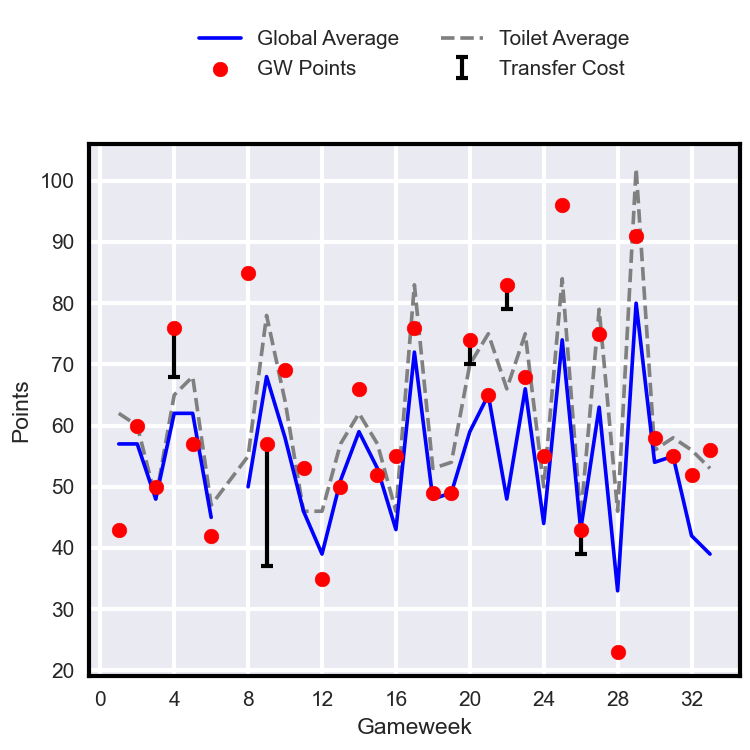 Global Average
Toilet Average
GW Points
Transfer Cost
100
90
80
70
60
50
40
30
20
Points
0 4 8 12 16 20 24 28 32
Gameweek